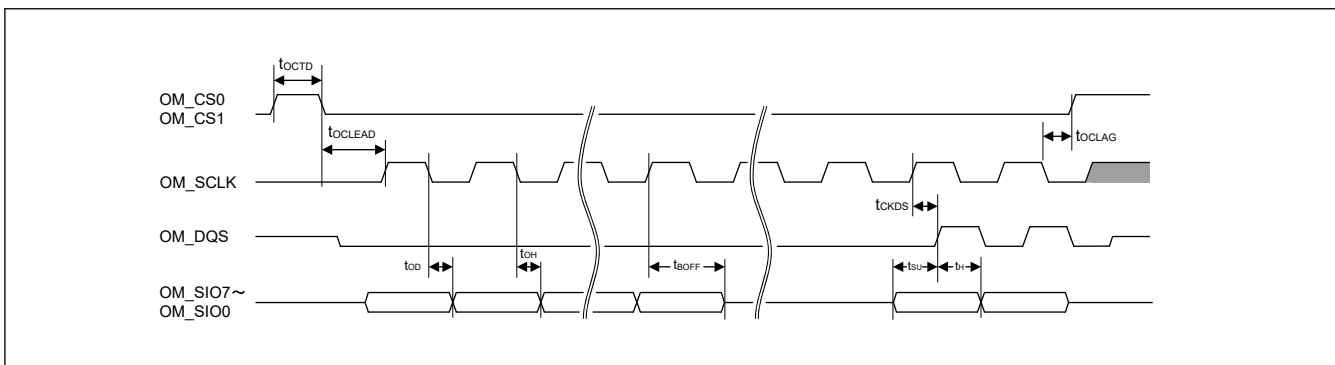 tOCTD
OM_CS0
OM_CS1
tOCLEAD
tOCLAG
OM_SCLK
tCKDS
OM_DQS
tOD
tOH
tBOFF
tSU
tH
OM_SIO7~
OM_SIO0